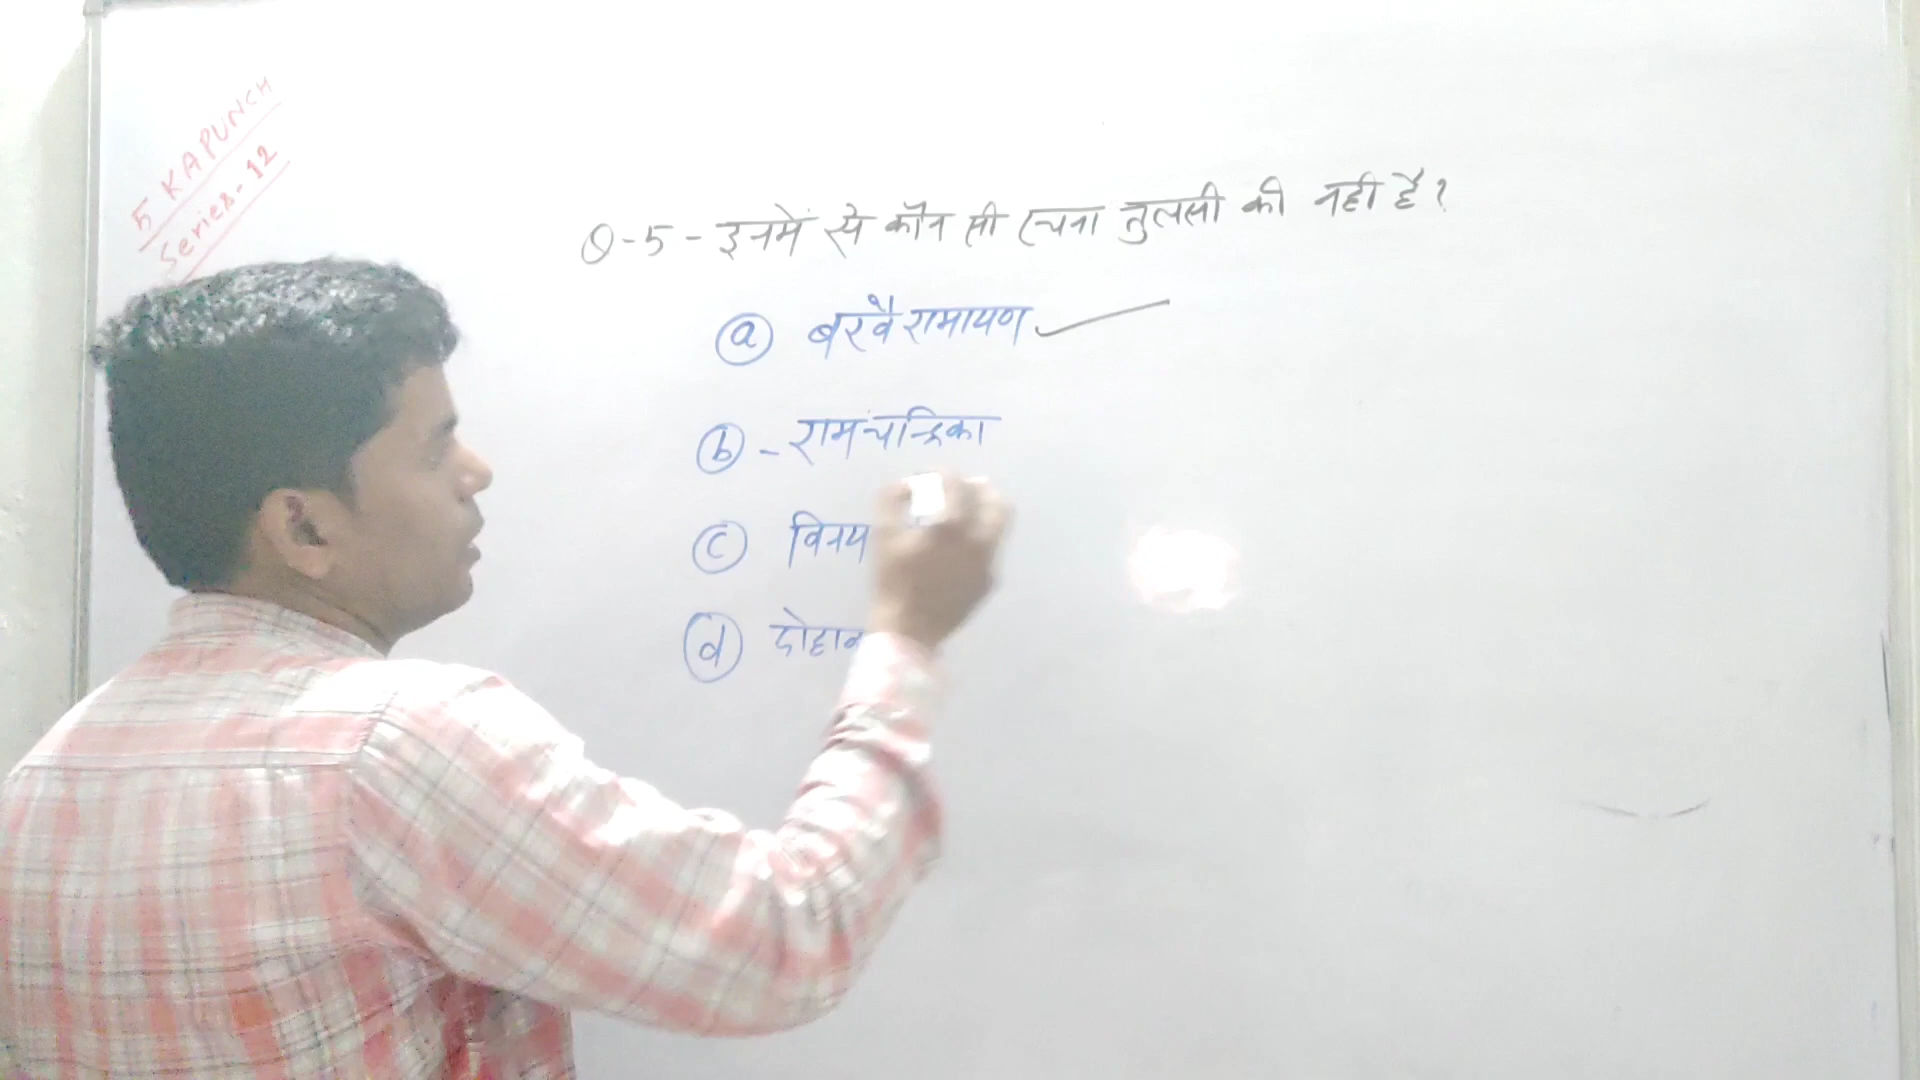 5 KA PUNCH
Series-12
Q-5- इनमें से कौन सी रचना तुलसी की नही है?
(a) बरवै रामायण
(b) - रामचन्द्रिका
(c) विनय
(d)